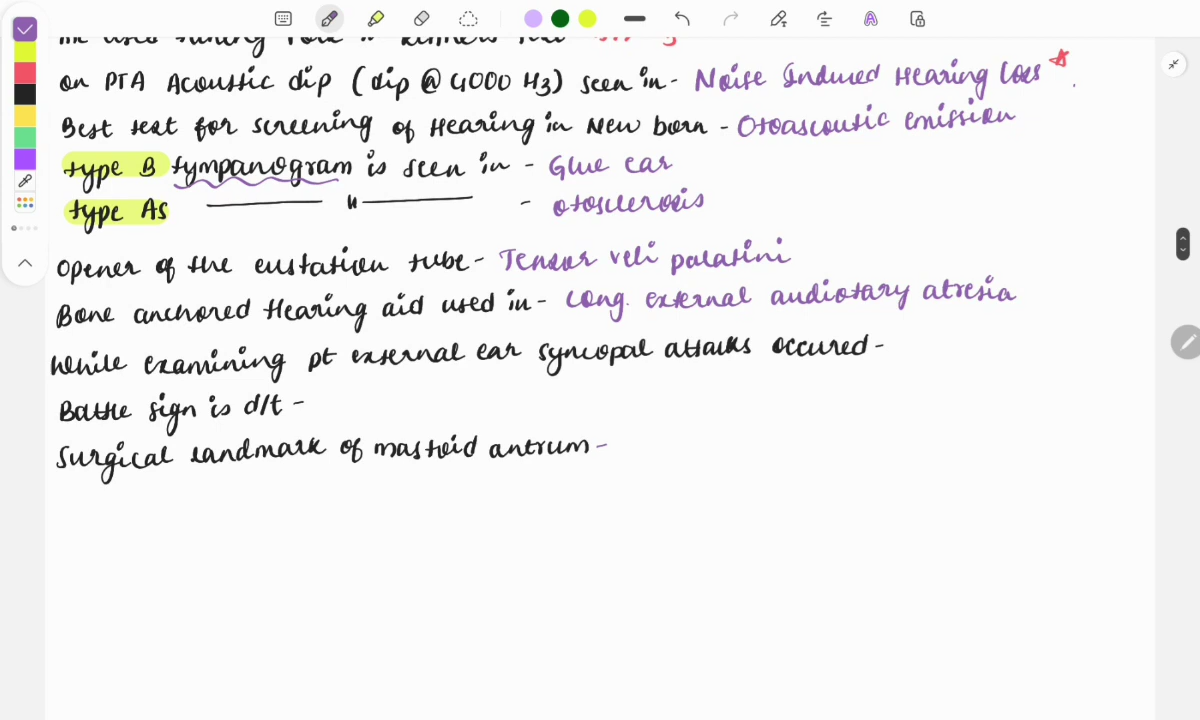 on PTA Acoustic dip (dip @ 4000 Hz) seen in - Noise Induced Hearing Loss
Best test for screening of Hearing in New born - Otoascoutic emission
type B tympanogram is seen in - Glue ear
type As —— " —— - otosclerosis
Opener of the eustation tube - Tensor veli palatini
Bone anchored Hearing aid used in - cong. external audiotary atresia
While examining pt external ear syncopal attacks occured -
Battle sign is d/t -
Surgical landmark of mastoid antrum -